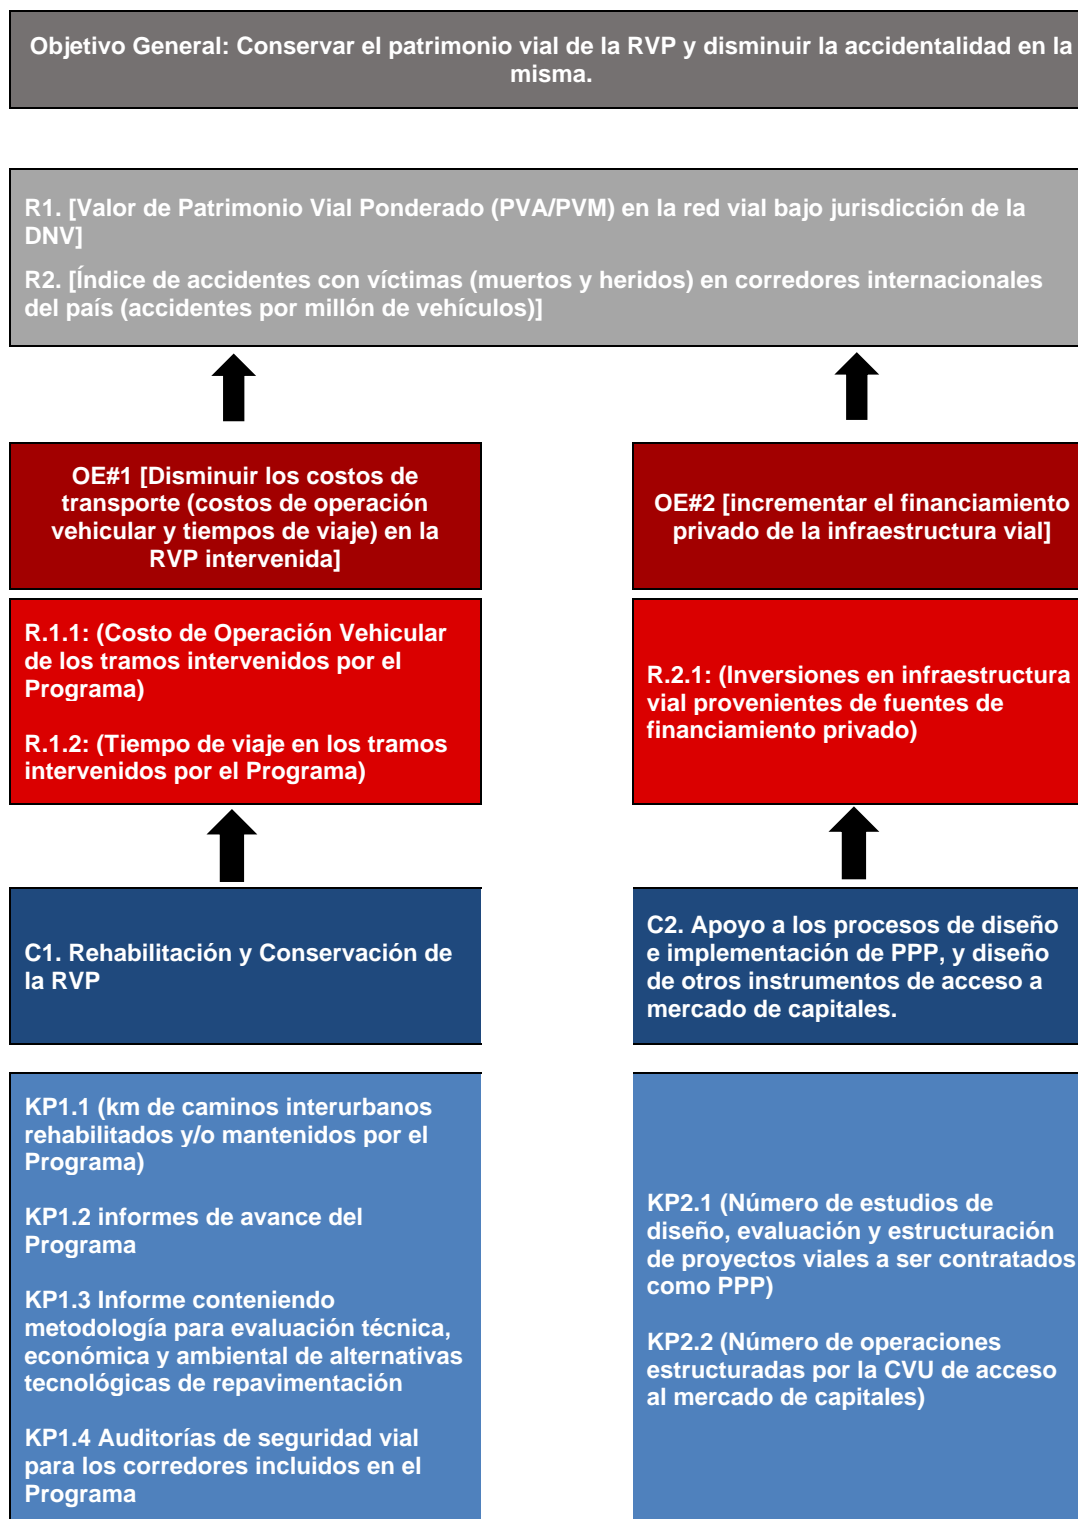 Objetivo General: Conservar el patrimonio vial de la RVP y disminuir la accidentalidad en la
misma.
R1. [Valor de Patrimonio Vial Ponderado (PVA/PVM) en la red vial bajo jurisdicción de la
DNV]
R2. [Índice de accidentes con víctimas (muertos y heridos) en corredores internacionales
del país (accidentes por millón de vehículos)]
OE#1 [Disminuir los costos de
transporte (costos de operación
vehicular y tiempos de viaje) en la
RVP intervenida]
R.1.1: (Costo de Operación Vehicular
de los tramos intervenidos por el
Programa)
R.1.2: (Tiempo de viaje en los tramos
intervenidos por el Programa)
C1. Rehabilitación y Conservación de
la RVP
KP1.1 (km de caminos interurbanos
rehabilitados y/o mantenidos por el
Programa)
KP1.2 informes de avance del
Programa
KP1.3 Informe conteniendo
metodología para evaluación técnica,
económica y ambiental de alternativas
tecnológicas de repavimentación
KP1.4 Auditorías de seguridad vial
para los corredores incluidos en el
Programa
OE#2 [incrementar el financiamiento
privado de la infraestructura vial]
R.2.1: (Inversiones en infraestructura
vial provenientes de fuentes de
financiamiento privado)
C2. Apoyo a los procesos de diseño
e implementación de PPP, y diseño
de otros instrumentos de acceso a
mercado de capitales.
KP2.1 (Número de estudios de
diseño, evaluación y estructuración
de proyectos viales a ser contratados
como PPP)
KP2.2 (Número de operaciones
estructuradas por la CVU de acceso
al mercado de capitales)